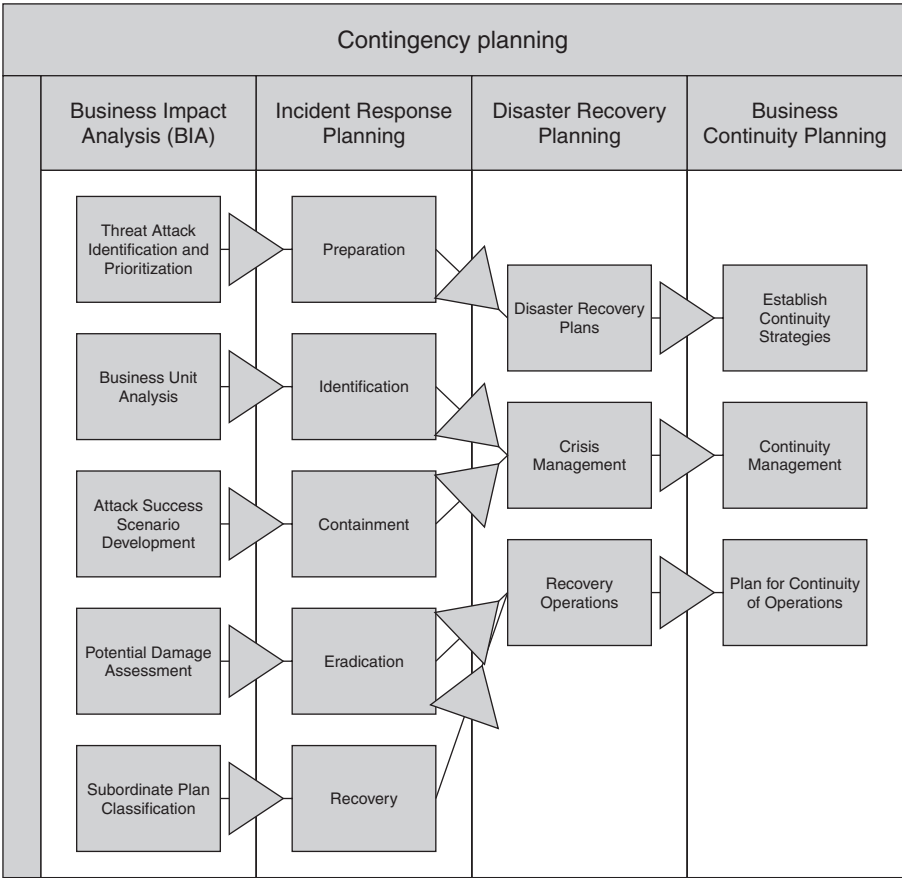 Contingency planning
Business Impact
Analysis (BIA)
Incident Response
Planning
Disaster Recovery
Planning
Business
Continuity Planning
Threat Attack
Identification and
Prioritization
Preparation
Disaster Recovery
Plans
Establish
Continuity
Strategies
Business Unit
Analysis
Identification
Crisis
Management
Continuity
Management
Attack Success
Scenario
Development
Containment
Recovery
Operations
Plan for Continuity
of Operations
Potential Damage
Assessment
Eradication
Subordinate Plan
Classification
Recovery